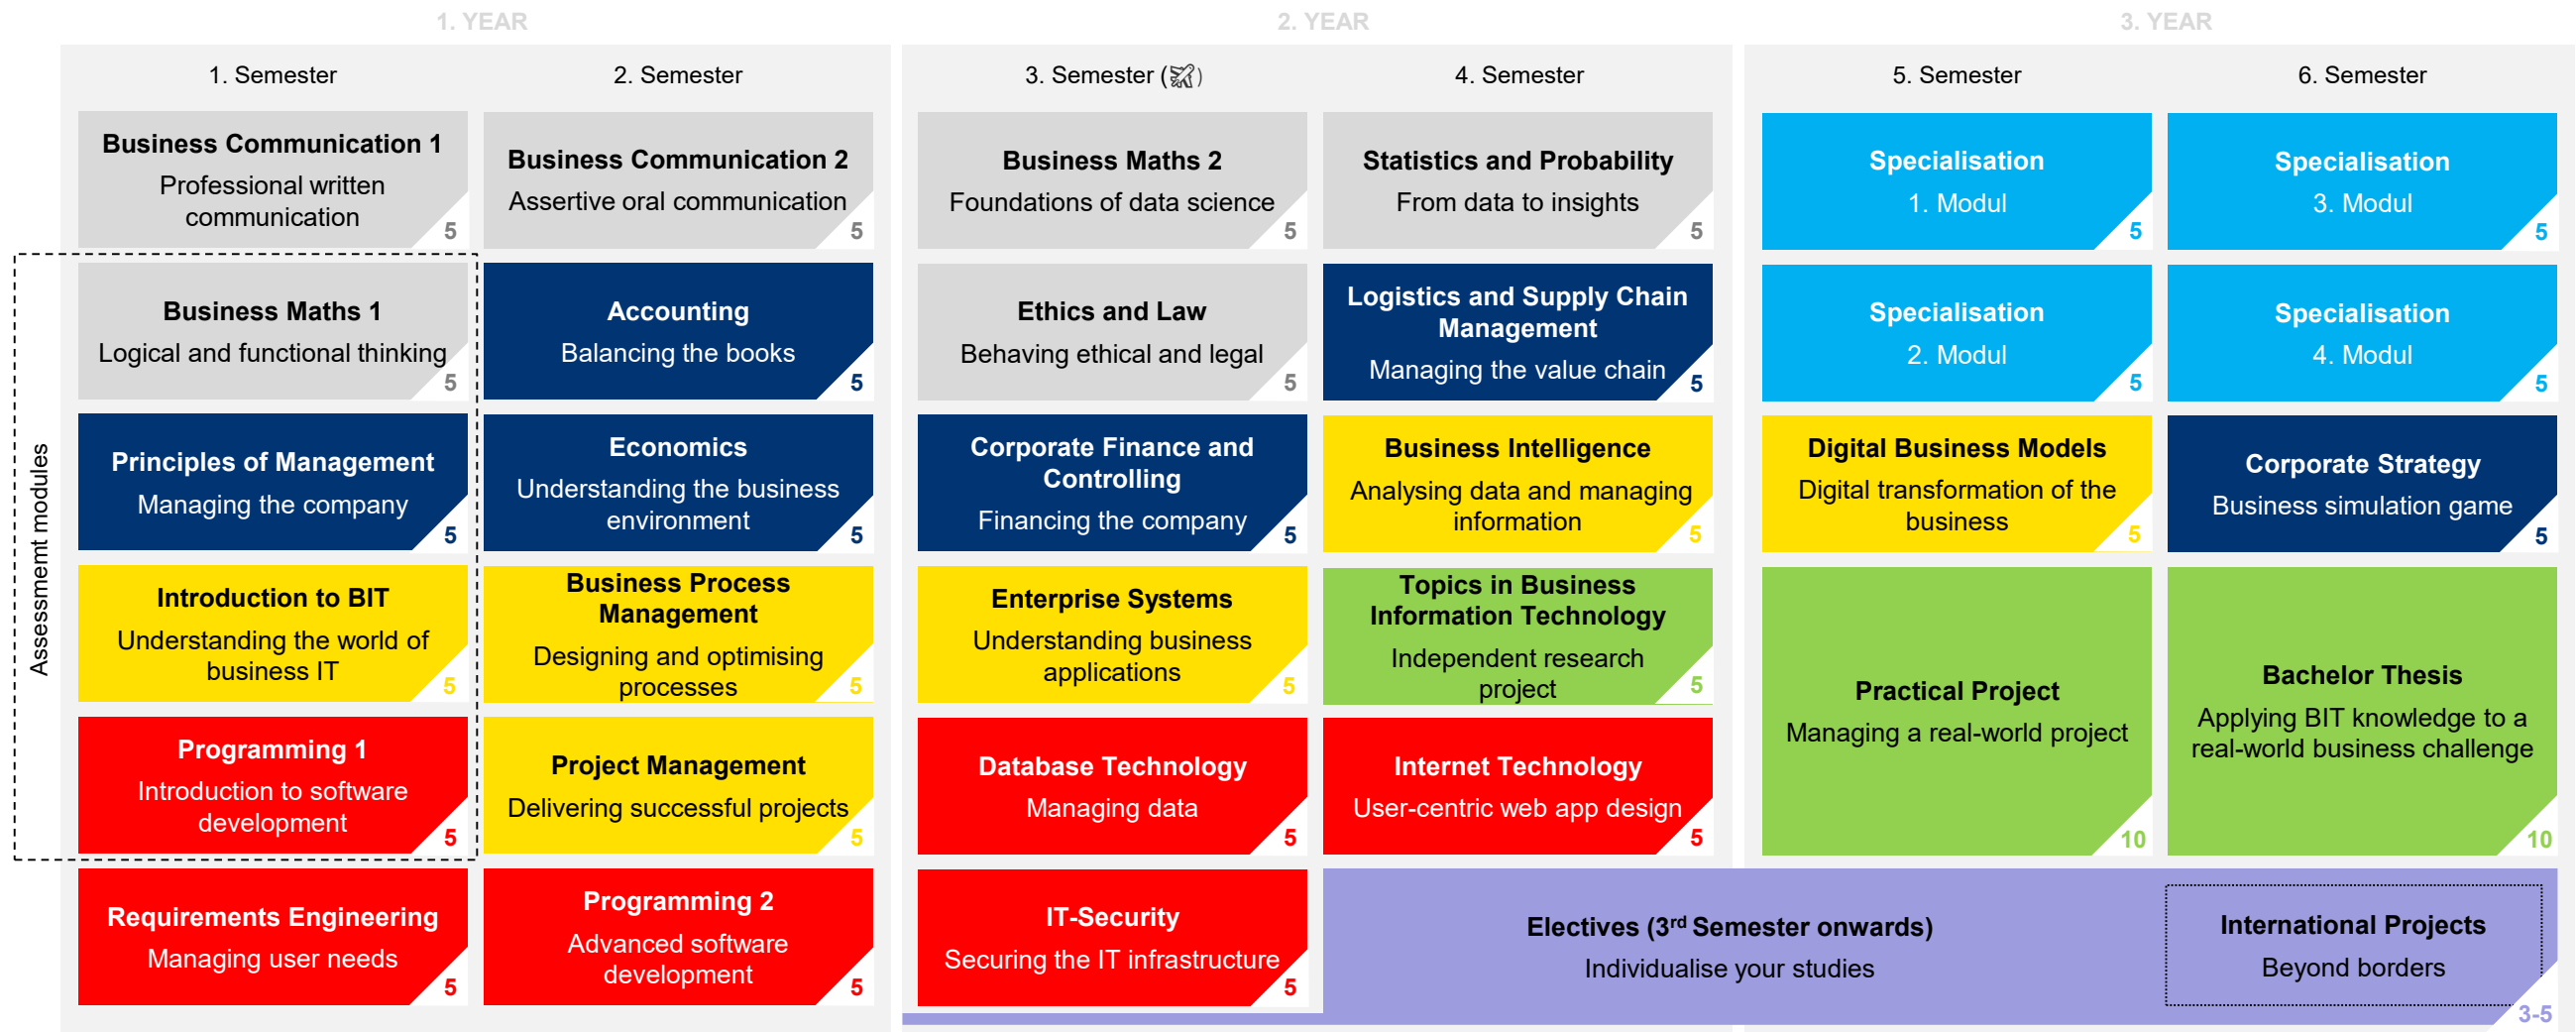 1. YEAR
2. YEAR
3. YEAR
1. Semester
2. Semester
3. Semester ( )
4. Semester
5. Semester
6. Semester
Assessment modules
Business Communication 1
Professional written
communication
5
Business Maths 1
Logical and functional thinking
5
Principles of Management
Managing the company
5
Introduction to BIT
Understanding the world of
business IT
5
Programming 1
Introduction to software
development
5
Requirements Engineering
Managing user needs
5
Business Communication 2
Assertive oral communication
5
Accounting
Balancing the books
5
Economics
Understanding the business
environment
5
Business Process
Management
Designing and optimising
processes
5
Project Management
Delivering successful projects
5
Programming 2
Advanced software
development
5
Business Maths 2
Foundations of data science
5
Ethics and Law
Behaving ethical and legal
5
Corporate Finance and
Controlling
Financing the company
5
Enterprise Systems
Understanding business
applications
5
Database Technology
Managing data
5
IT-Security
Securing the IT infrastructure
5
Statistics and Probability
From data to insights
5
Logistics and Supply Chain
Management
Managing the value chain
5
Business Intelligence
Analysing data and managing
information
5
Topics in Business
Information Technology
Independent research
project
5
Internet Technology
User-centric web app design
5
Specialisation
1. Modul
5
Specialisation
2. Modul
5
Digital Business Models
Digital transformation of the
business
5
Practical Project
Managing a real-world project
10
Specialisation
3. Modul
5
Specialisation
4. Modul
5
Corporate Strategy
Business simulation game
5
Bachelor Thesis
Applying BIT knowledge to a
real-world business challenge
10
Electives (3rd Semester onwards)
Individualise your studies
International Projects
Beyond borders
3-5